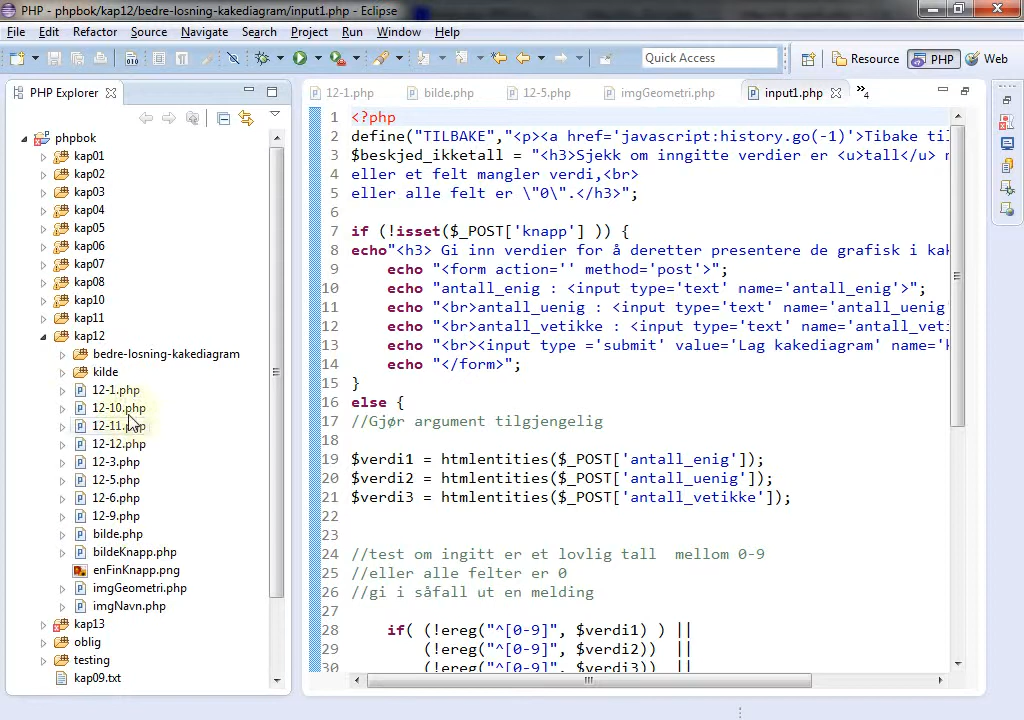 PHP - phpbok/kap12/bedre-losning-kakediagram/input1.php - Eclipse
File Edit Refactor Source Navigate Search Project Run Window Help
Quick Access
Resource PHP Web
PHP Explorer
12-1.php bilde.php 12-5.php imgGeometri.php input1.php »4
phpbok
kap01
kap02
kap03
kap04
kap05
kap06
kap07
kap08
kap10
kap11
kap12
bedre-losning-kakediagram
kilde
12-1.php
12-10.php
12-11.php
12-12.php
12-3.php
12-5.php
12-6.php
12-9.php
bilde.php
bildeKnapp.php
enFinKnapp.png
imgGeometri.php
imgNavn.php
kap13
oblig
testing
kap09.txt
1 <?php
2 define("TILBAKE","<p><a href='javascript:history.go(-1)'>Tibake til
3 $beskjed_ikketall = "<h3>Sjekk om inngitte verdier er <u>tall</u>
4 eller et felt mangler verdi,<br>
5 eller alle felt er \"0\".</h3>";
6
7 if (!isset($_POST['knapp'] )) {
8 echo"<h3> Gi inn verdier for å deretter presentere de grafisk i
9 echo "<form action='' method='post'>";
10 echo "antall_enig : <input type='text' name='antall_enig'>";
11 echo "<br>antall_uenig : <input type='text' name='antall_uenig
12 echo "<br>antall_vetikke : <input type='text' name='antall_veti
13 echo "<br><input type ='submit' value='Lag kakediagram' name='
14 echo "</form>";
15 }
16 else {
17 //Gjør argument tilgjengelig
18
19 $verdi1 = htmlentities($_POST['antall_enig']);
20 $verdi2 = htmlentities($_POST['antall_uenig']);
21 $verdi3 = htmlentities($_POST['antall_vetikke']);
22
23
24 //test om ingitt er et lovlig tall mellom 0-9
25 //eller alle felter er 0
26 //gi i såfall ut en melding
27
28 if( (!ereg("^[0-9]", $verdi1) ) ||
29 (!ereg("^[0-9]", $verdi2)) ||
30 (!ereg("^[0-9]", $verdi3)) ||